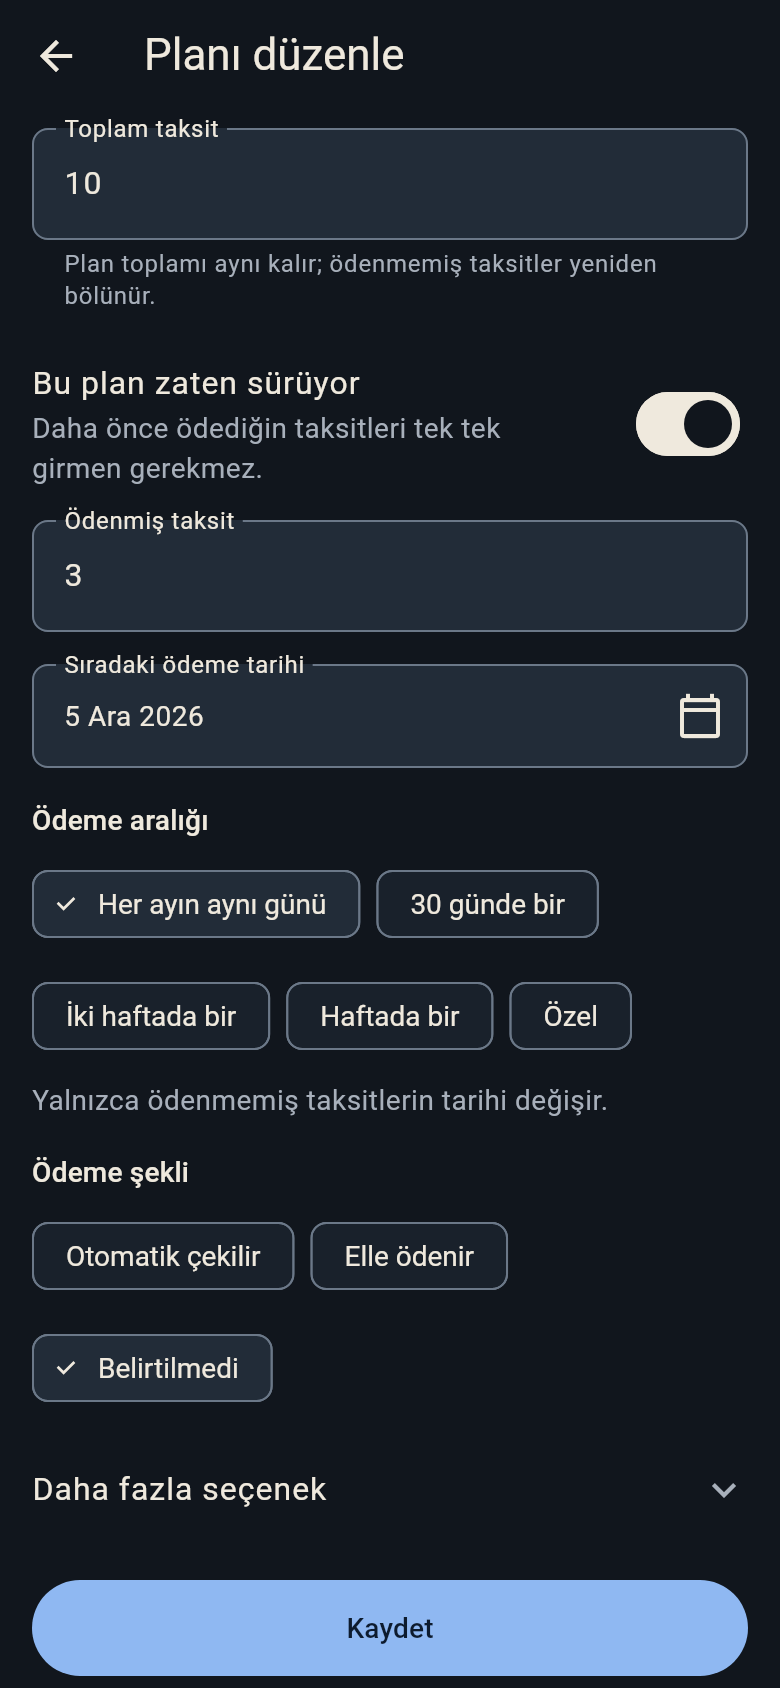 Planı düzenle
Toplam taksit
10
Plan toplamı aynı kalır; ödenmemiş taksitler yeniden
bölünür.
Bu plan zaten sürüyor
Daha önce ödediğin taksitleri tek tek
girmen gerekmez.
Ödenmiş taksit
3
Sıradaki ödeme tarihi
5 Ara 2026
Ödeme aralığı
Her ayın aynı günü
30 günde bir
İki haftada bir
Haftada bir
Özel
Yalnızca ödenmemiş taksitlerin tarihi değişir.
Ödeme şekli
Otomatik çekilir
Elle ödenir
Belirtilmedi
Daha fazla seçenek
Kaydet